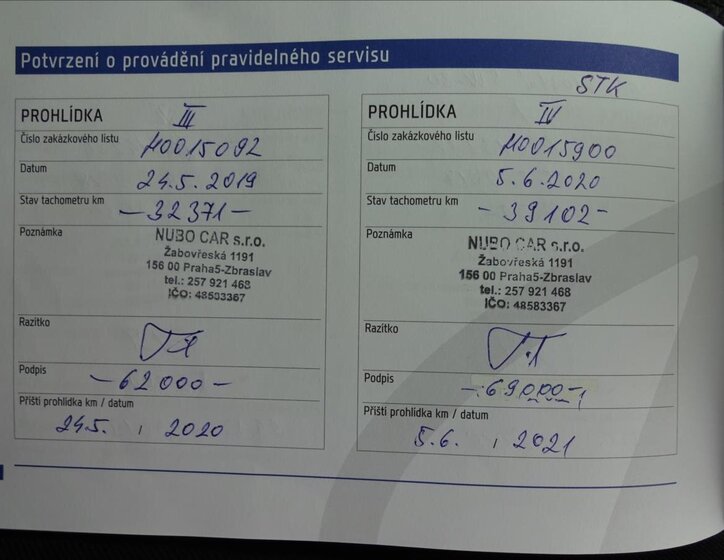 Potvrzení o provádění pravidelného servisu
PROHLÍDKA III
Číslo zakázkového listu
M0015092
Datum
24.5.2019
Stav tachometru km
-32371-
Poznámka
NUBO CAR s.r.o.
Žabovřeská 1191
156 00 Praha5-Zbraslav
tel.: 257 921 468
IČO: 48583367
Razítko
Podpis
-62000-
Příští prohlídka km / datum
24.5. , 2020
STK
PROHLÍDKA IV
Číslo zakázkového listu
M0015900
Datum
5.6.2020
Stav tachometru km
-39102-
Poznámka
NUBO CAR s.r.o.
Žabovřeská 1191
156 00 Praha5-Zbraslav
tel.: 257 921 468
IČO: 48583367
Razítko
Podpis
-69000-
Příští prohlídka km / datum
5.6. , 2021